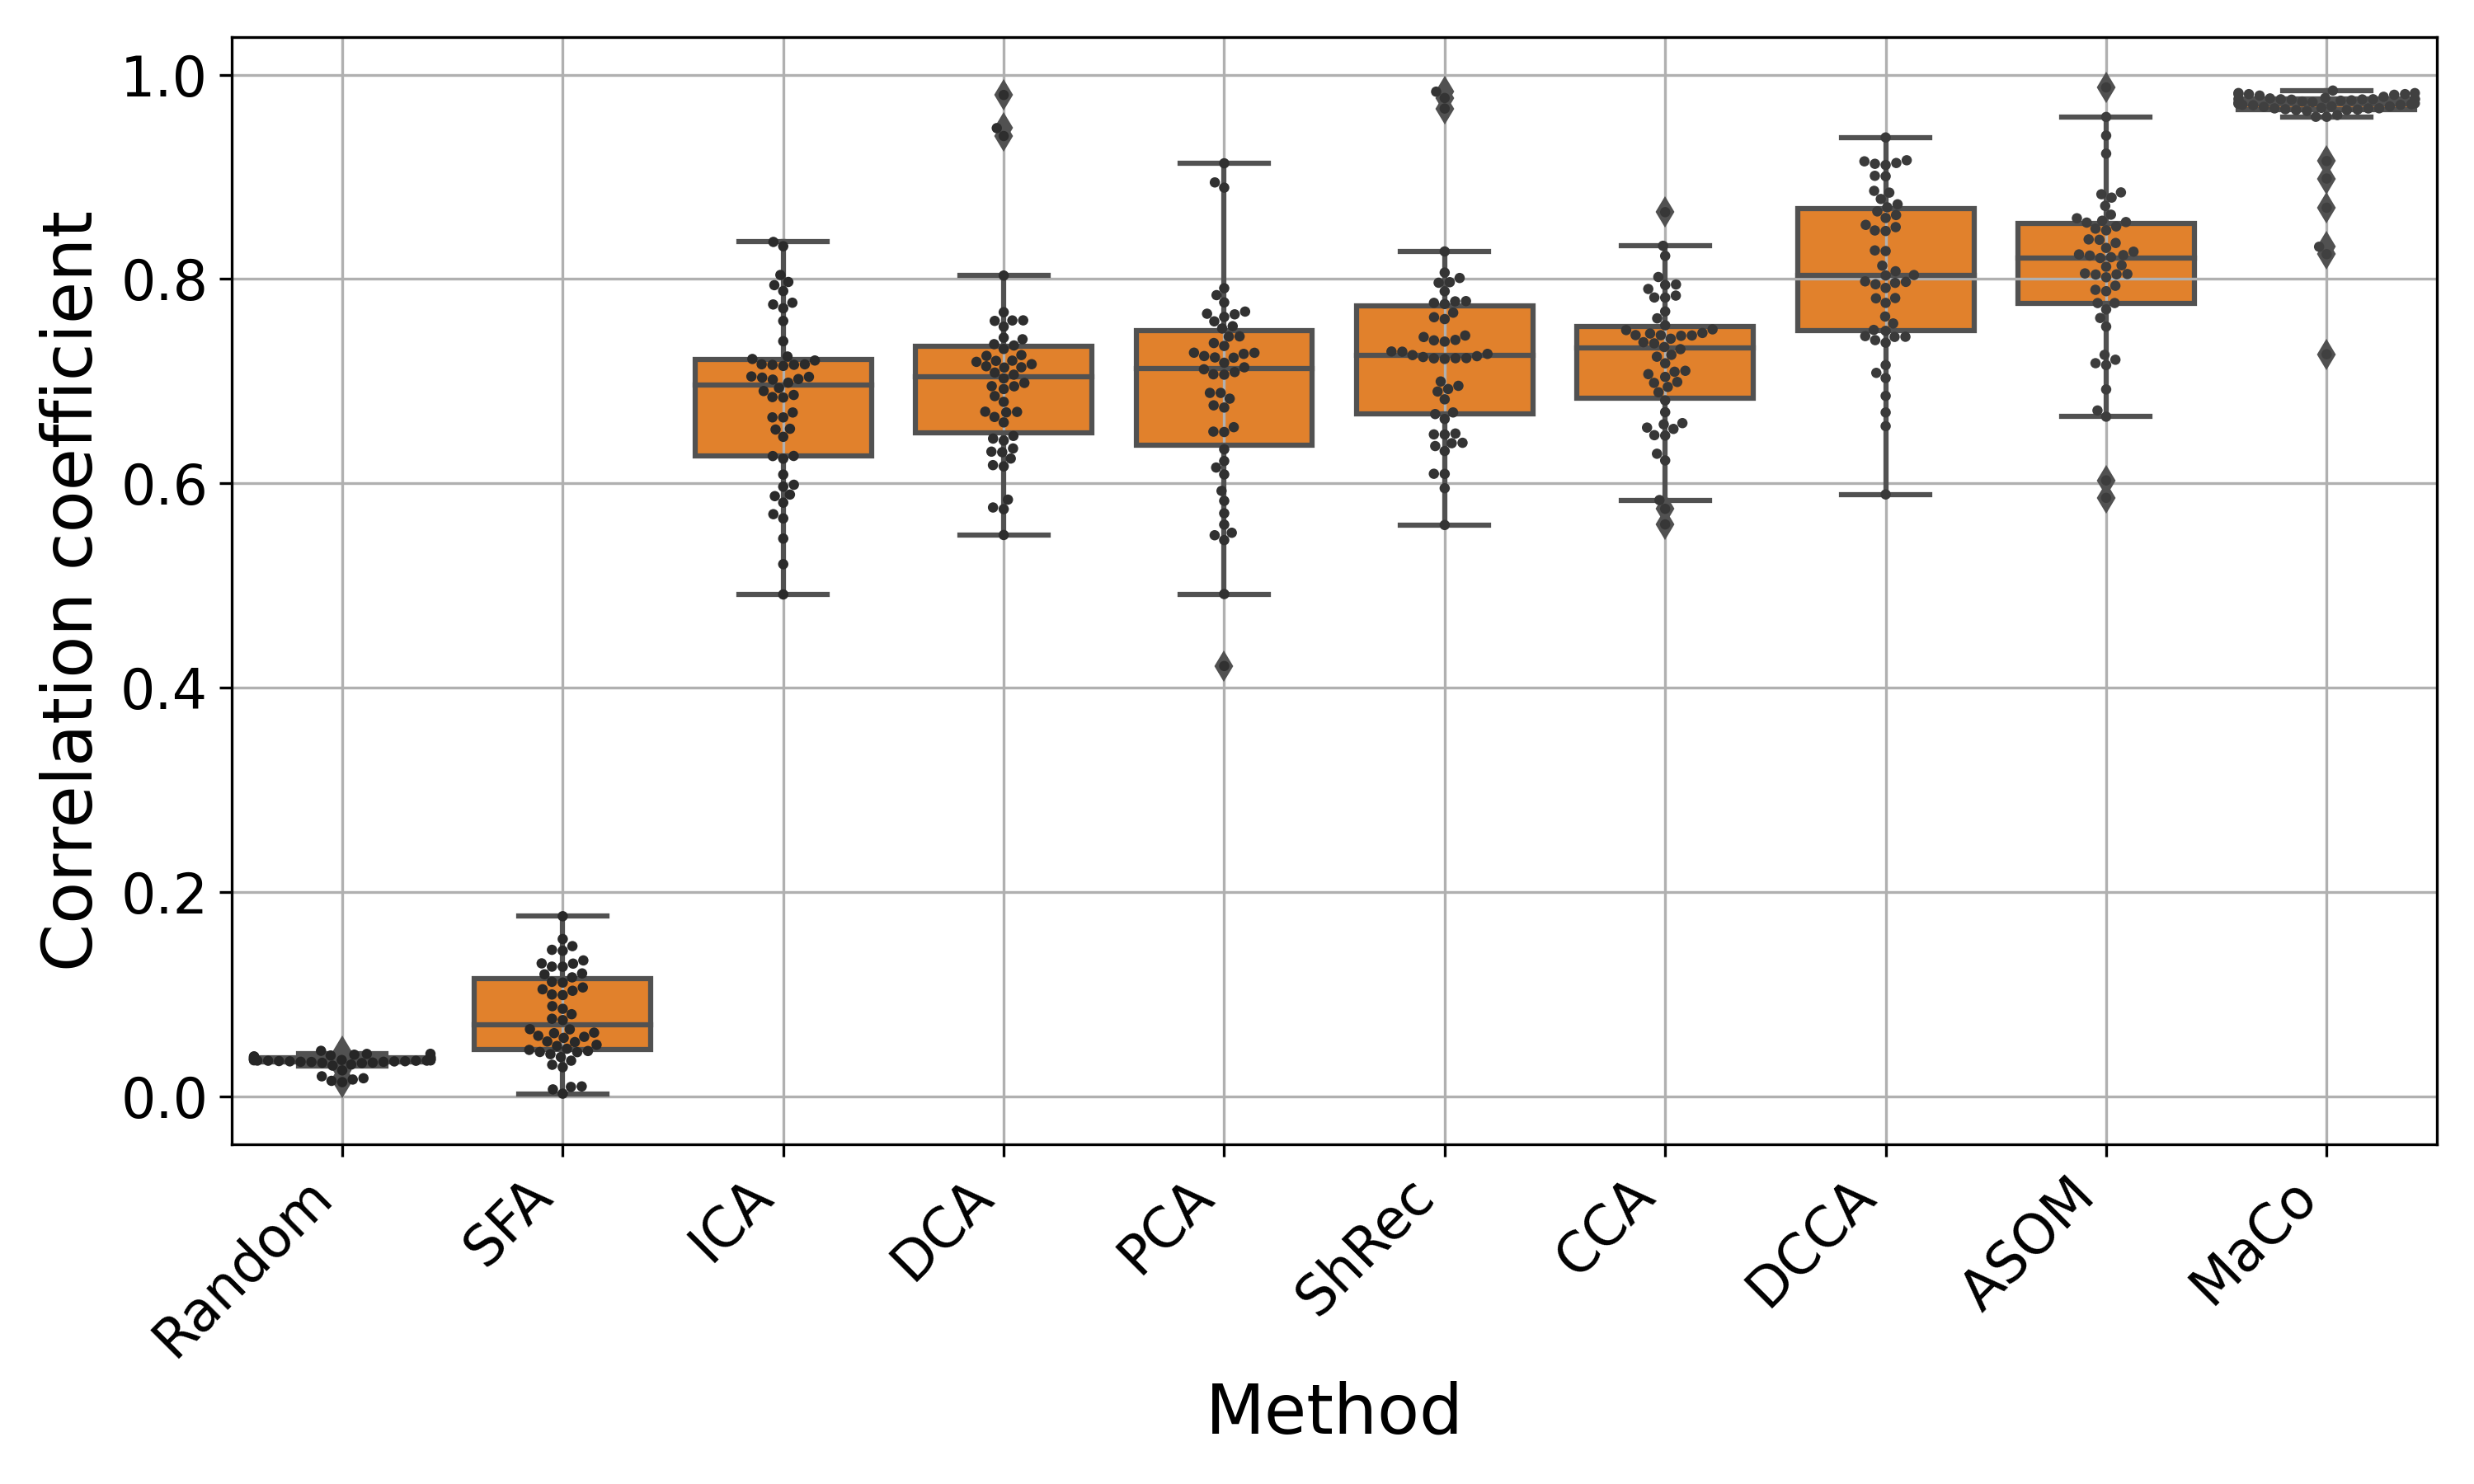 Correlation coefficient
1.0
0.8
0.6
0.4
0.2
0.0
Random
SFA
ICA
DCA
PCA
ShRec
CCA
DCCA
ASOM
MaCo
Method